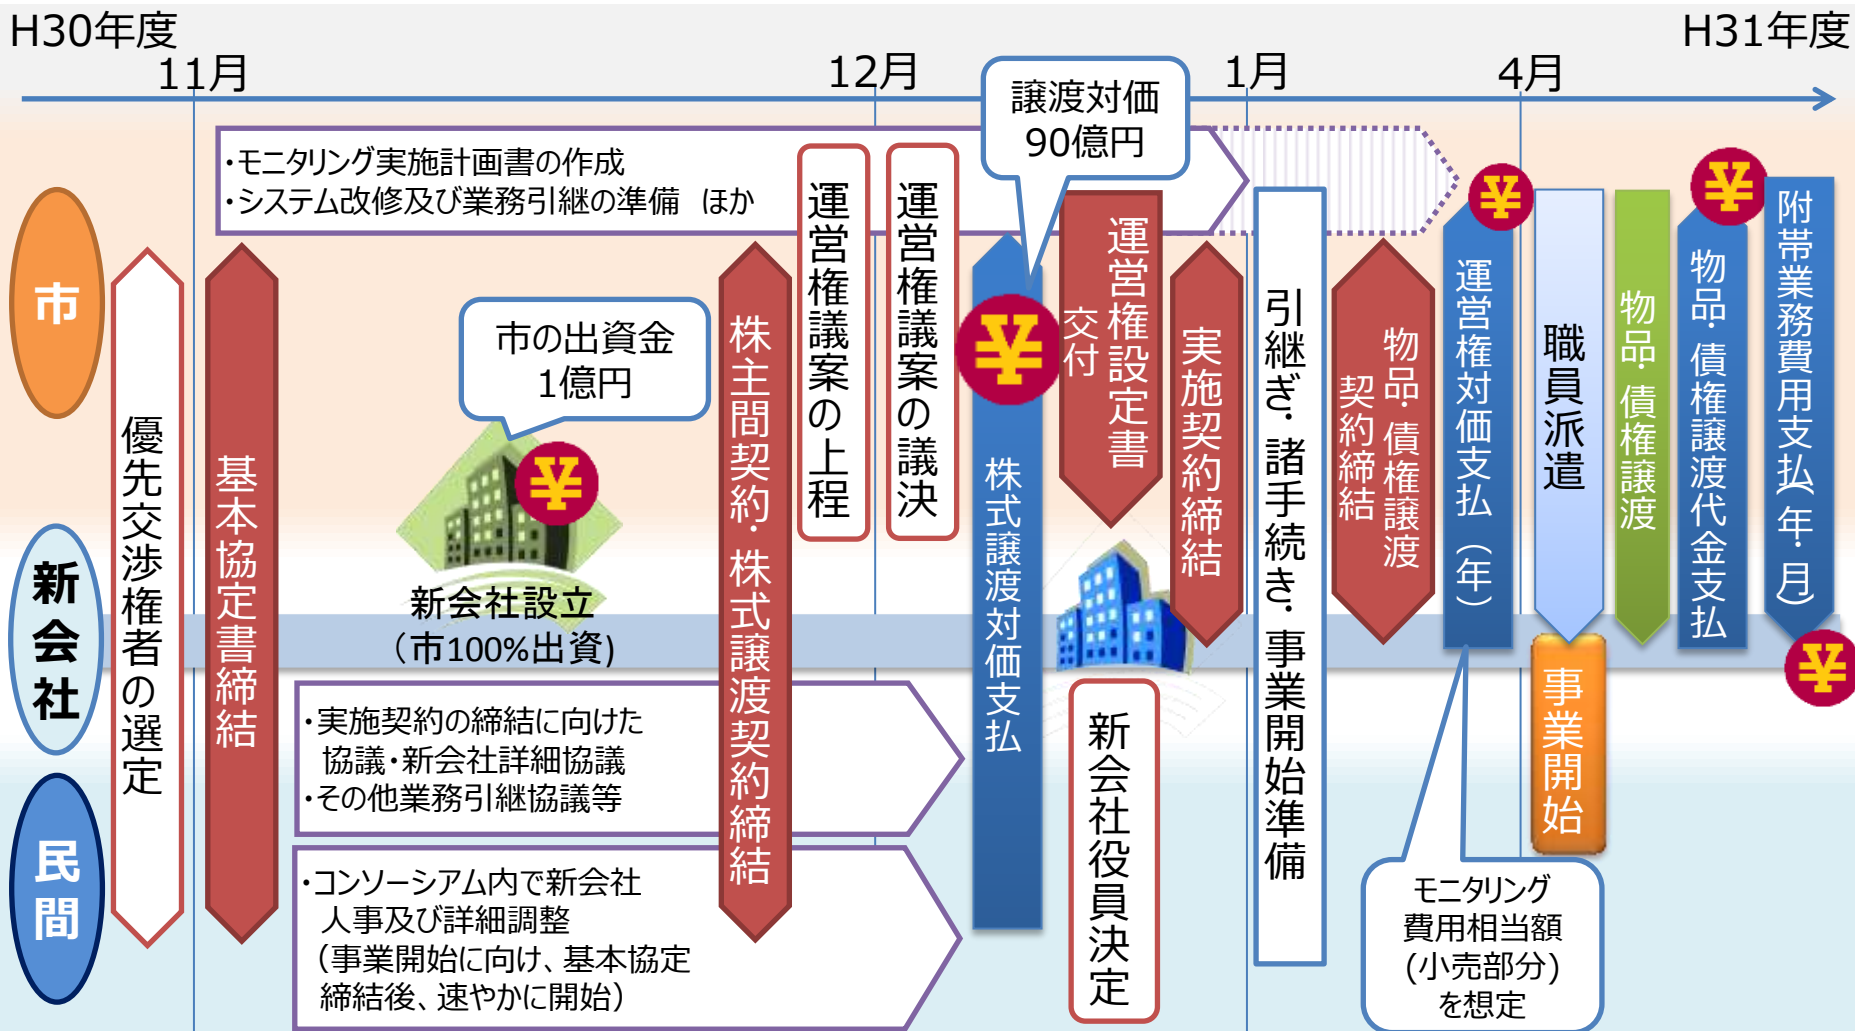 H30年度
H31年度
11月
12月
1月
4月
譲渡対価
90億円
・モニタリング実施計画書の作成
・システム改修及び業務引継の準備 ほか
市
新会社
民間
優先交渉権者の選定
基本協定書締結
市の出資金
1億円
新会社設立
（市100%出資)
・実施契約の締結に向けた
協議・新会社詳細協議
・その他業務引継協議等
・コンソーシアム内で新会社
人事及び詳細調整
（事業開始に向け、基本協定
締結後、速やかに開始）
株主間契約・株式譲渡契約締結
運営権議案の上程
運営権議案の議決
株式譲渡対価支払
運営権設定書
交付
新会社役員決定
実施契約締結
引継ぎ・諸手続き・事業開始準備
物品・債権譲渡
契約締結
運営権対価支払（年）
モニタリング
費用相当額
(小売部分)
を想定
職員派遣
事業開始
物品・債権譲渡
物品・債権譲渡代金支払
附帯業務費用支払(年・月)